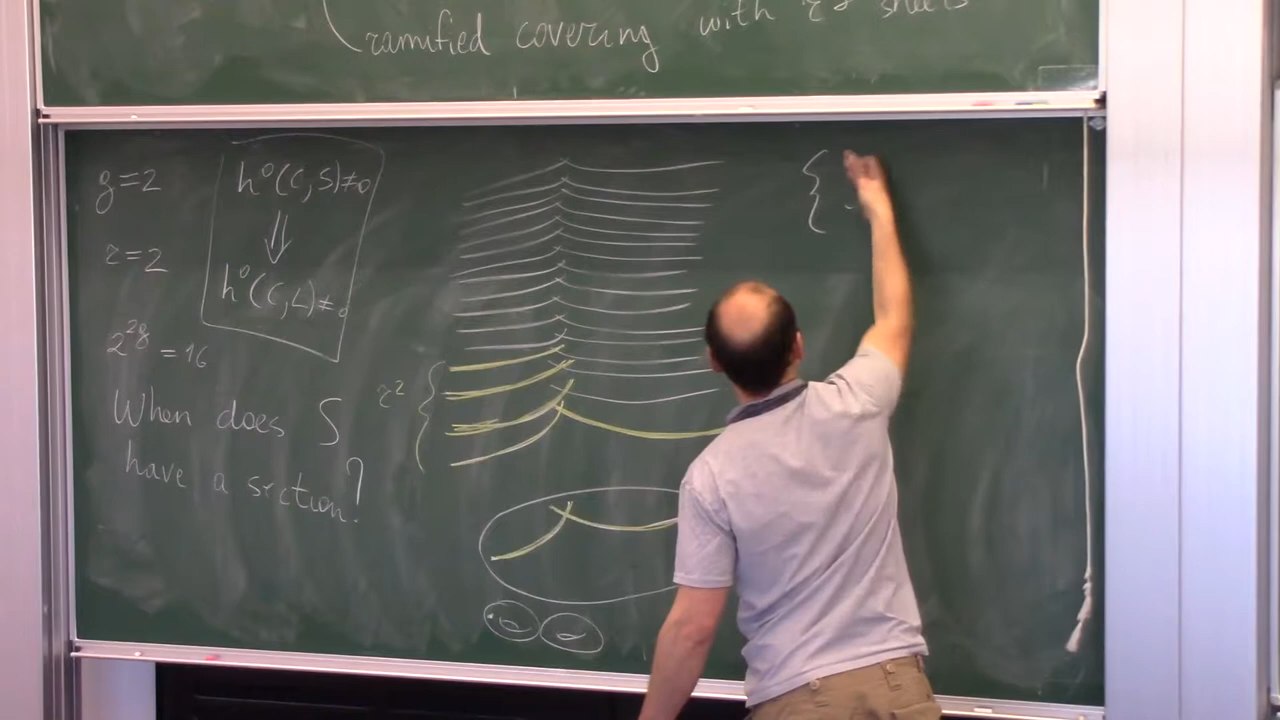 ramified covering with
g=2
h⁰(C,S)≠0
⇓
r=2
h⁰(C,L)≠0
2^{2g} = 16
r² {
When does S
have a section?